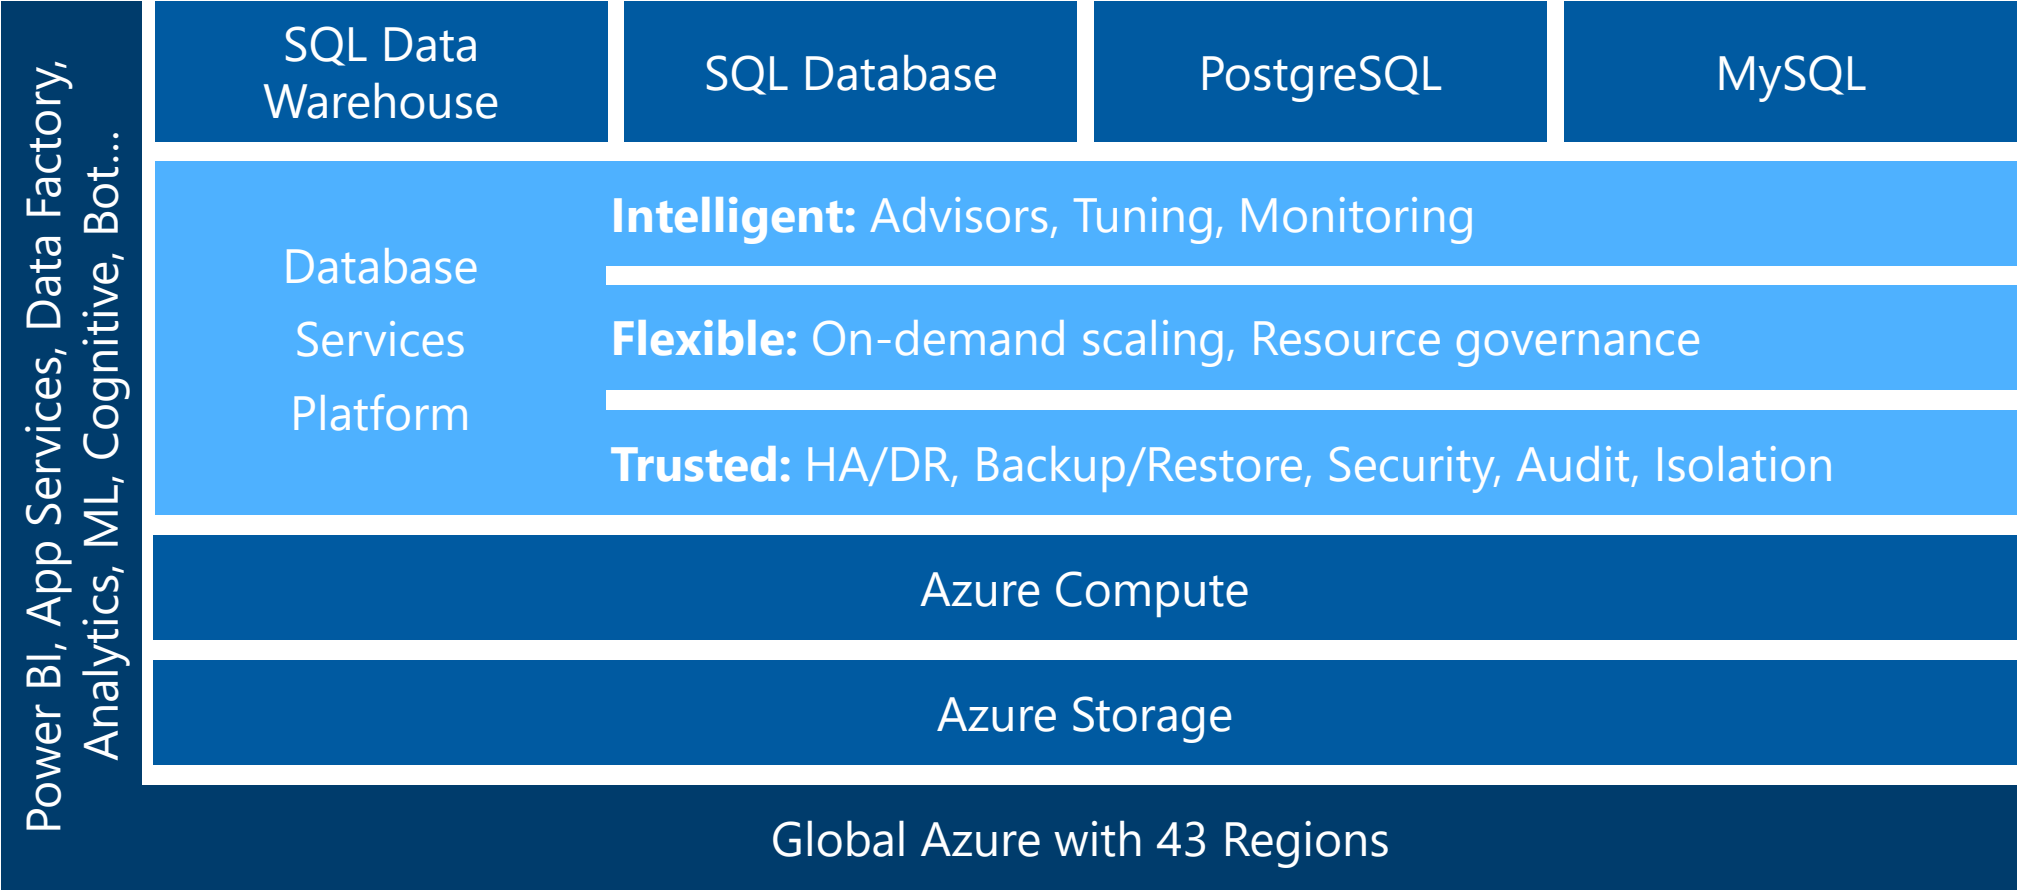 Power BI, App Services, Data Factory,
Analytics, ML, Cognitive, Bot...
SQL Data
Warehouse
SQL Database
PostgreSQL
MySQL
Database
Services
Platform
Intelligent: Advisors, Tuning, Monitoring
Flexible: On-demand scaling, Resource governance
Trusted: HA/DR, Backup/Restore, Security, Audit, Isolation
Azure Compute
Azure Storage
Global Azure with 43 Regions